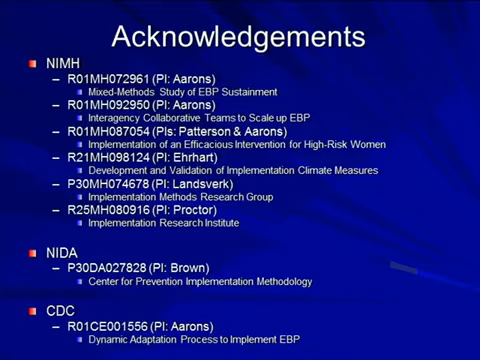 Acknowledgements
NIMH
– R01MH072961 (PI: Aarons)
Mixed-Methods Study of EBP Sustainment
– R01MH092950 (PI: Aarons)
Interagency Collaborative Teams to Scale up EBP
– R01MH087054 (PIs: Patterson & Aarons)
Implementation of an Efficacious Intervention for High-Risk Women
– R21MH098124 (PI: Ehrhart)
Development and Validation of Implementation Climate Measures
– P30MH074678 (PI: Landsverk)
Implementation Methods Research Group
– R25MH080916 (PI: Proctor)
Implementation Research Institute
NIDA
– P30DA027828 (PI: Brown)
Center for Prevention Implementation Methodology
CDC
– R01CE001556 (PI: Aarons)
Dynamic Adaptation Process to Implement EBP